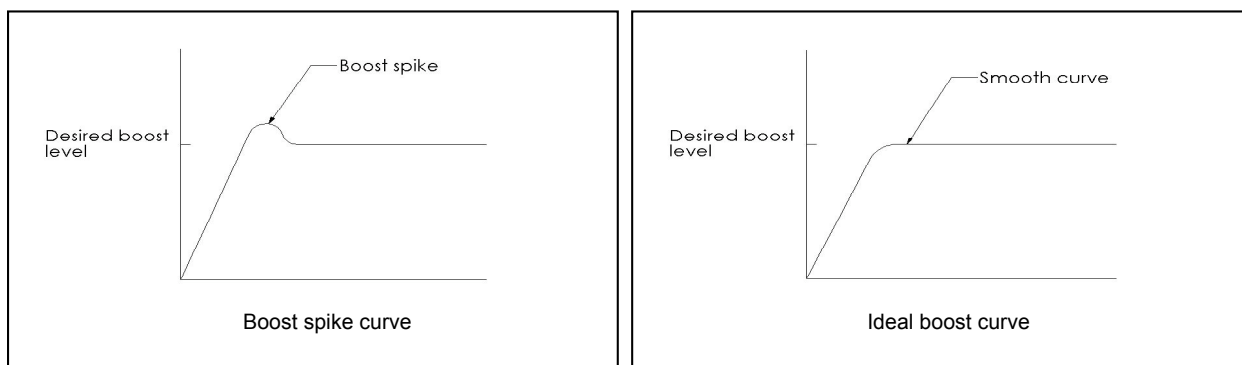 Boost spike
Desired boost
level
Boost spike curve
Smooth curve
Desired boost
level
Ideal boost curve